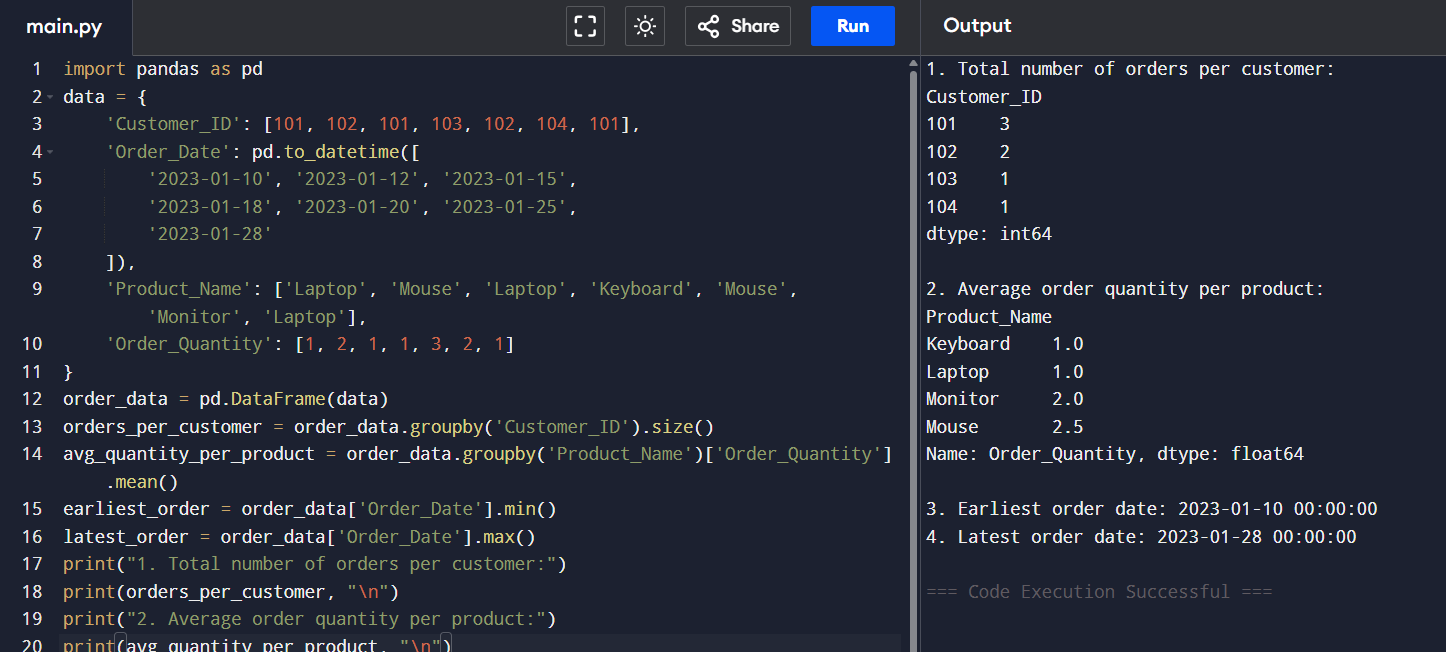 main.py
Share
Run
Output
1 import pandas as pd
2 data = {
3     'Customer_ID': [101, 102, 101, 103, 102, 104, 101],
4     'Order_Date': pd.to_datetime([
5         '2023-01-10', '2023-01-12', '2023-01-15',
6         '2023-01-18', '2023-01-20', '2023-01-25',
7         '2023-01-28'
8     ]),
9     'Product_Name': ['Laptop', 'Mouse', 'Laptop', 'Keyboard', 'Mouse',
        'Monitor', 'Laptop'],
10     'Order_Quantity': [1, 2, 1, 1, 3, 2, 1]
11 }
12 order_data = pd.DataFrame(data)
13 orders_per_customer = order_data.groupby('Customer_ID').size()
14 avg_quantity_per_product = order_data.groupby('Product_Name')['Order_Quantity']
    .mean()
15 earliest_order = order_data['Order_Date'].min()
16 latest_order = order_data['Order_Date'].max()
17 print("1. Total number of orders per customer:")
18 print(orders_per_customer, "\n")
19 print("2. Average order quantity per product:")
20 print(avg_quantity_per_product, "\n")
1. Total number of orders per customer:
Customer_ID
101    3
102    2
103    1
104    1
dtype: int64
2. Average order quantity per product:
Product_Name
Keyboard    1.0
Laptop      1.0
Monitor     2.0
Mouse       2.5
Name: Order_Quantity, dtype: float64
3. Earliest order date: 2023-01-10 00:00:00
4. Latest order date: 2023-01-28 00:00:00
=== Code Execution Successful ===